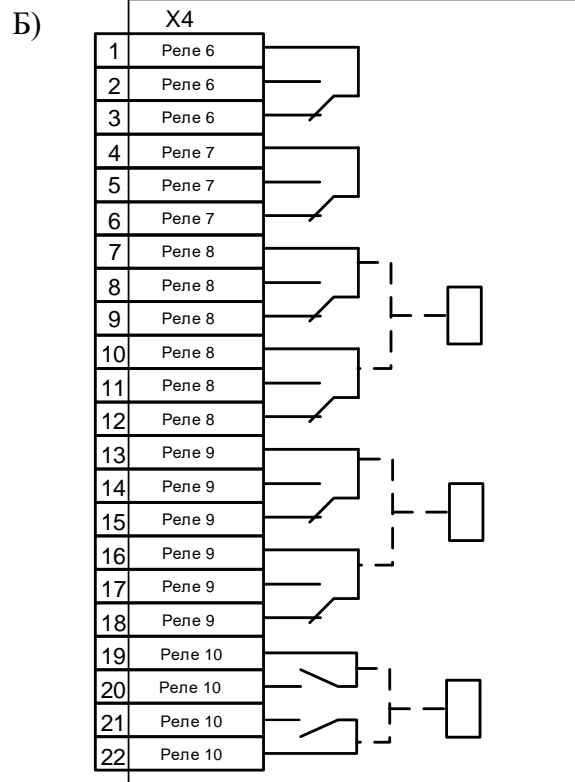 Б)
X4
1 Реле 6
2 Реле 6
3 Реле 6
4 Реле 7
5 Реле 7
6 Реле 7
7 Реле 8
8 Реле 8
9 Реле 8
10 Реле 8
11 Реле 8
12 Реле 8
13 Реле 9
14 Реле 9
15 Реле 9
16 Реле 9
17 Реле 9
18 Реле 9
19 Реле 10
20 Реле 10
21 Реле 10
22 Реле 10